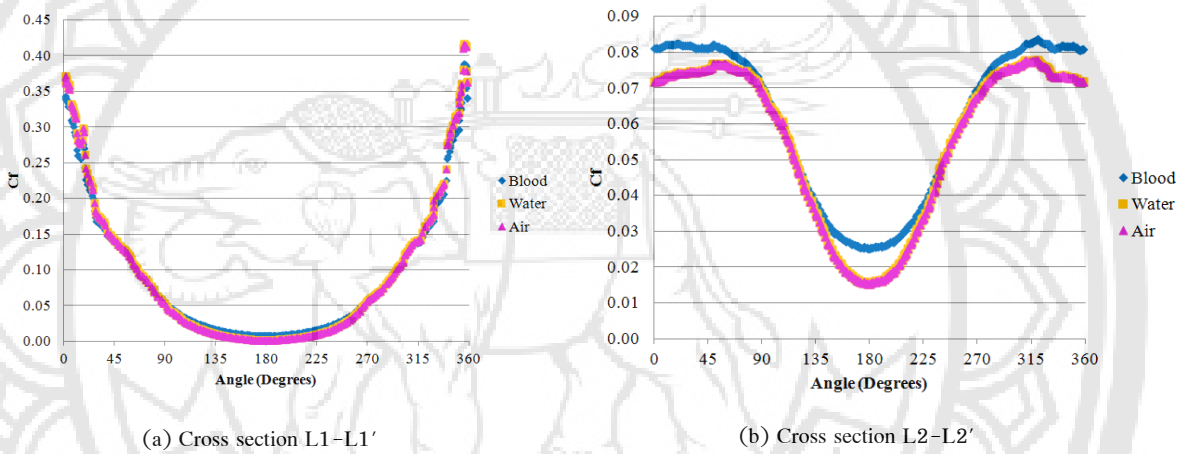 0.45
0.40
0.35
0.30
0.25
0.20
0.15
0.10
0.05
0.00
Cf
0 45 90 135 180 225 270 315 360
Angle (Degrees)
Blood
Water
Air
(a) Cross section L1-L1′
0.09
0.08
0.07
0.06
0.05
0.04
0.03
0.02
0.01
0.00
Cf
0 45 90 135 180 225 270 315 360
Angle (Degrees)
Blood
Water
Air
(b) Cross section L2-L2′